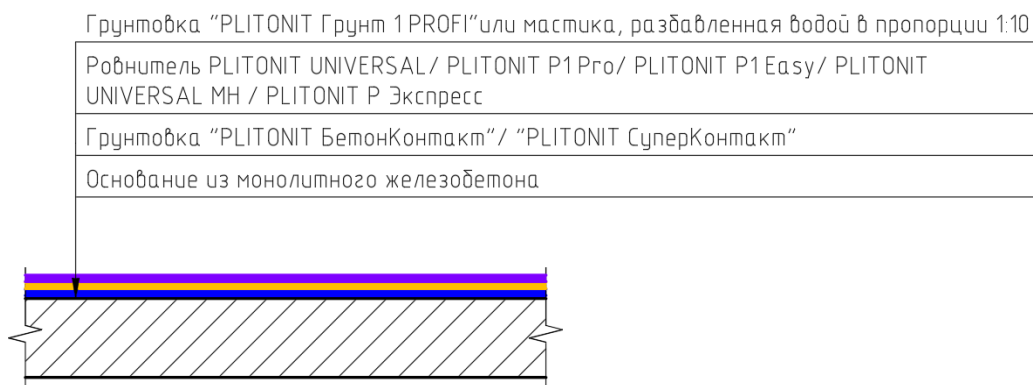 Грунтовка "PLITONIT Грунт 1 PROFI"или мастика, разбавленная водой в пропорции 1:10
Ровнитель PLITONIT UNIVERSAL/ PLITONIT P1 Pro/ PLITONIT P1 Easy/ PLITONIT
UNIVERSAL MH / PLITONIT P Экспресс
Грунтовка "PLITONIT БетонКонтакт"/ "PLITONIT СуперКонтакт"
Основание из монолитного железобетона